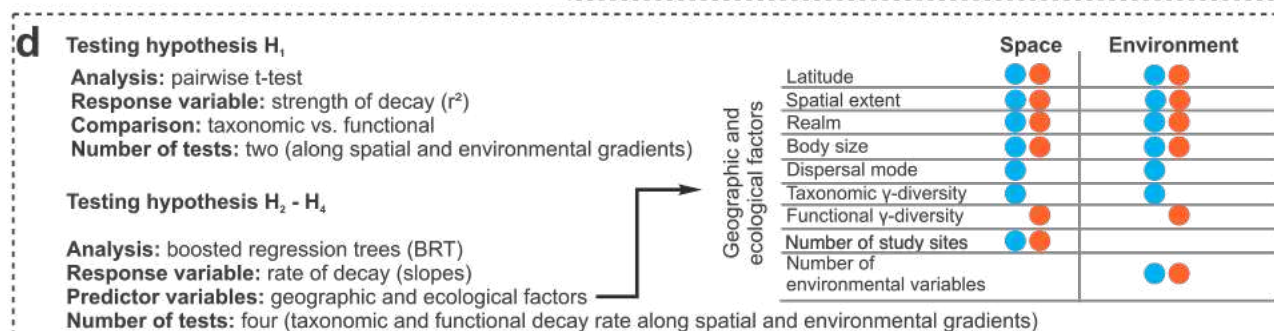 d
Testing hypothesis H₁
Analysis: pairwise t-test
Response variable: strength of decay (r²)
Comparison: taxonomic vs. functional
Number of tests: two (along spatial and environmental gradients)
Testing hypothesis H₂ - H₄
Analysis: boosted regression trees (BRT)
Response variable: rate of decay (slopes)
Predictor variables: geographic and ecological factors
Number of tests: four (taxonomic and functional decay rate along spatial and environmental gradients)
Geographic and
ecological factors
Space Environment
Latitude
Spatial extent
Realm
Body size
Dispersal mode
Taxonomic γ-diversity
Functional γ-diversity
Number of study sites
Number of
environmental variables